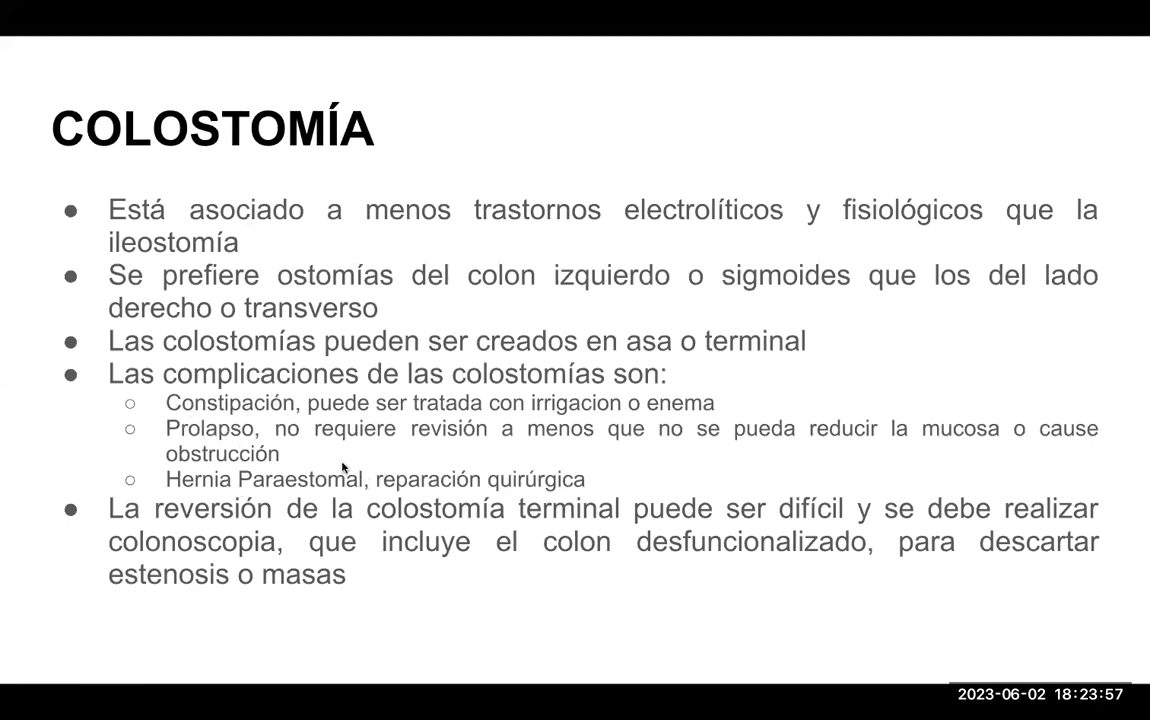 COLOSTOMÍA
● Está asociado a menos trastornos electrolíticos y fisiológicos que la
ileostomía
● Se prefiere ostomías del colon izquierdo o sigmoides que los del lado
derecho o transverso
● Las colostomías pueden ser creados en asa o terminal
● Las complicaciones de las colostomías son:
○ Constipación, puede ser tratada con irrigacion o enema
○ Prolapso, no requiere revisión a menos que no se pueda reducir la mucosa o cause
obstrucción
○ Hernia Paraestomal, reparación quirúrgica
● La reversión de la colostomía terminal puede ser difícil y se debe realizar
colonoscopia, que incluye el colon desfuncionalizado, para descartar
estenosis o masas
2023-06-02 18:23:57